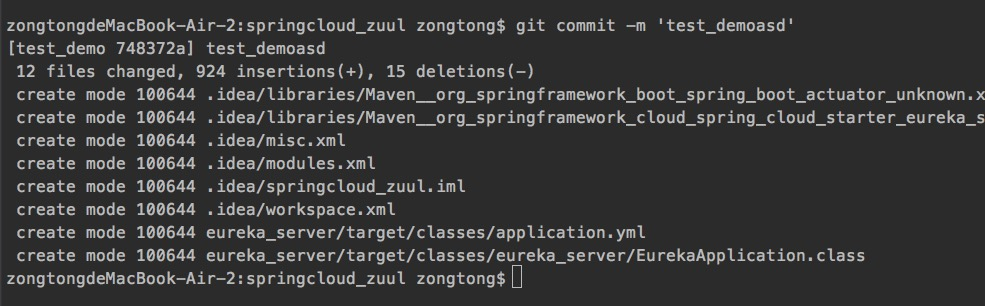 zongtongdeMacBook-Air-2:springcloud_zuul zongtong$ git commit -m 'test_demoasd'
[test_demo 748372a] test_demoasd
 12 files changed, 924 insertions(+), 15 deletions(-)
 create mode 100644 .idea/libraries/Maven__org_springframework_boot_spring_boot_actuator_unknown.x
 create mode 100644 .idea/libraries/Maven__org_springframework_cloud_spring_cloud_starter_eureka_s
 create mode 100644 .idea/misc.xml
 create mode 100644 .idea/modules.xml
 create mode 100644 .idea/springcloud_zuul.iml
 create mode 100644 .idea/workspace.xml
 create mode 100644 eureka_server/target/classes/application.yml
 create mode 100644 eureka_server/target/classes/eureka_server/EurekaApplication.class
zongtongdeMacBook-Air-2:springcloud_zuul zongtong$